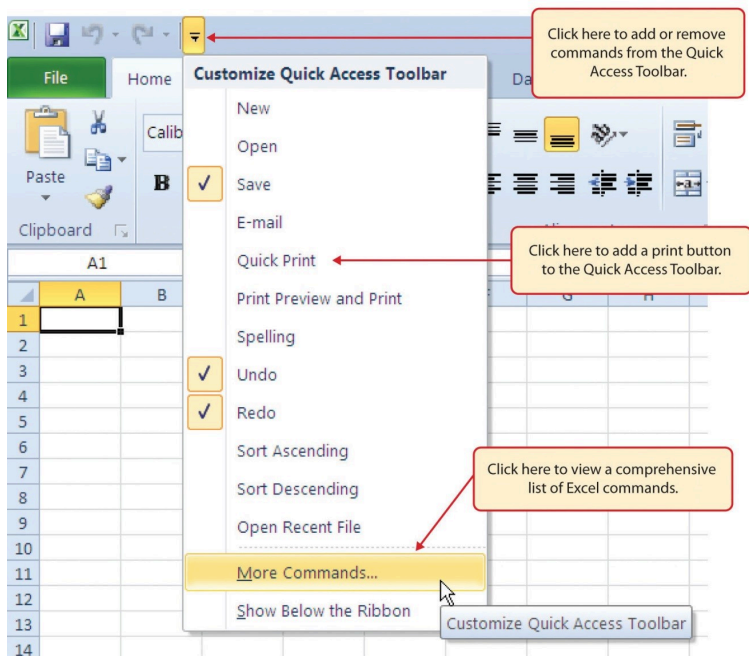 Click here to add or remove
commands from the Quick
Access Toolbar.
File
Home
Customize Quick Access Toolbar
New
Open
Save
E-mail
Quick Print
Print Preview and Print
Spelling
Undo
Redo
Sort Ascending
Sort Descending
Open Recent File
More Commands...
Show Below the Ribbon
Customize Quick Access Toolbar
Click here to add a print button
to the Quick Access Toolbar.
Click here to view a comprehensive
list of Excel commands.
Da
Calib
Paste
B
Clipboard
A1
A
B
G
H
1
2
3
4
5
6
7
8
9
10
11
12
13
14